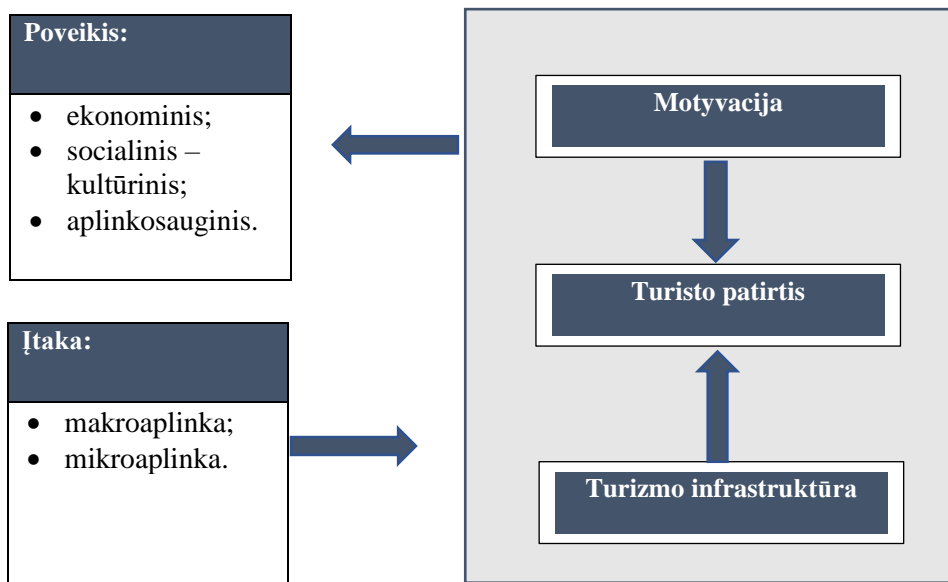 Poveikis:
• ekonominis;
• socialinis –
kultūrinis;
• aplinkosauginis.
Įtaka:
• makroaplinka;
• mikroaplinka.
Motyvacija
Turisto patirtis
Turizmo infrastruktūra